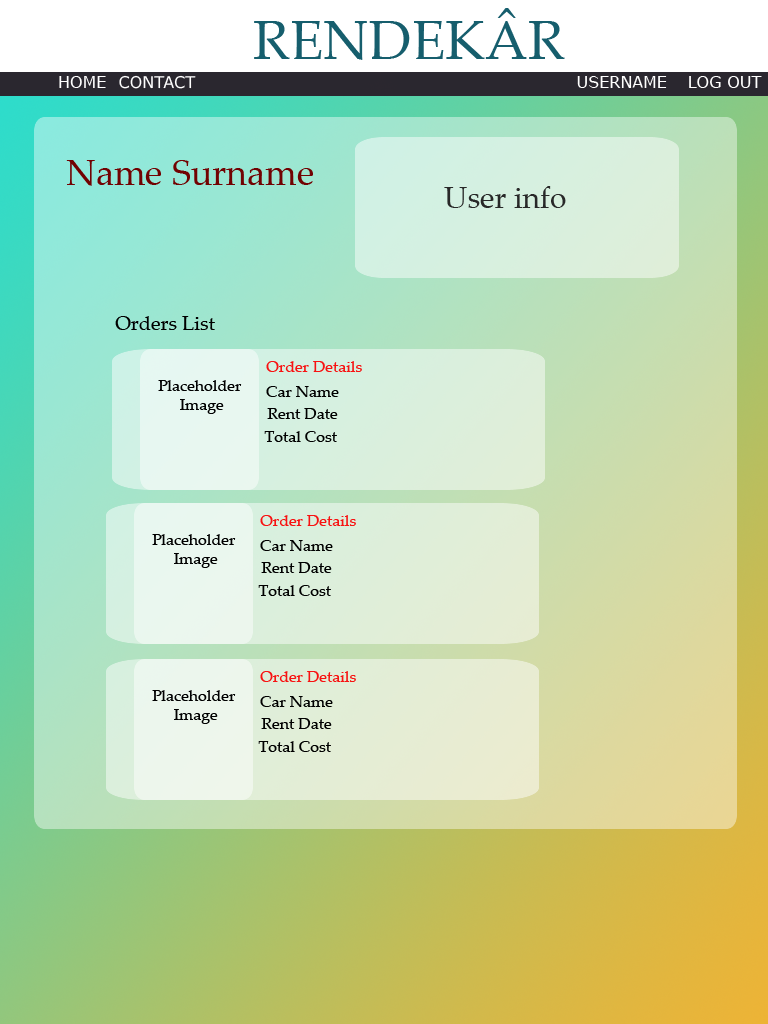 RENDEKÂR
HOME CONTACT USERNAME LOG OUT
Name Surname
User info
Orders List
Placeholder
Image
Order Details
Car Name
Rent Date
Total Cost
Placeholder
Image
Order Details
Car Name
Rent Date
Total Cost
Placeholder
Image
Order Details
Car Name
Rent Date
Total Cost